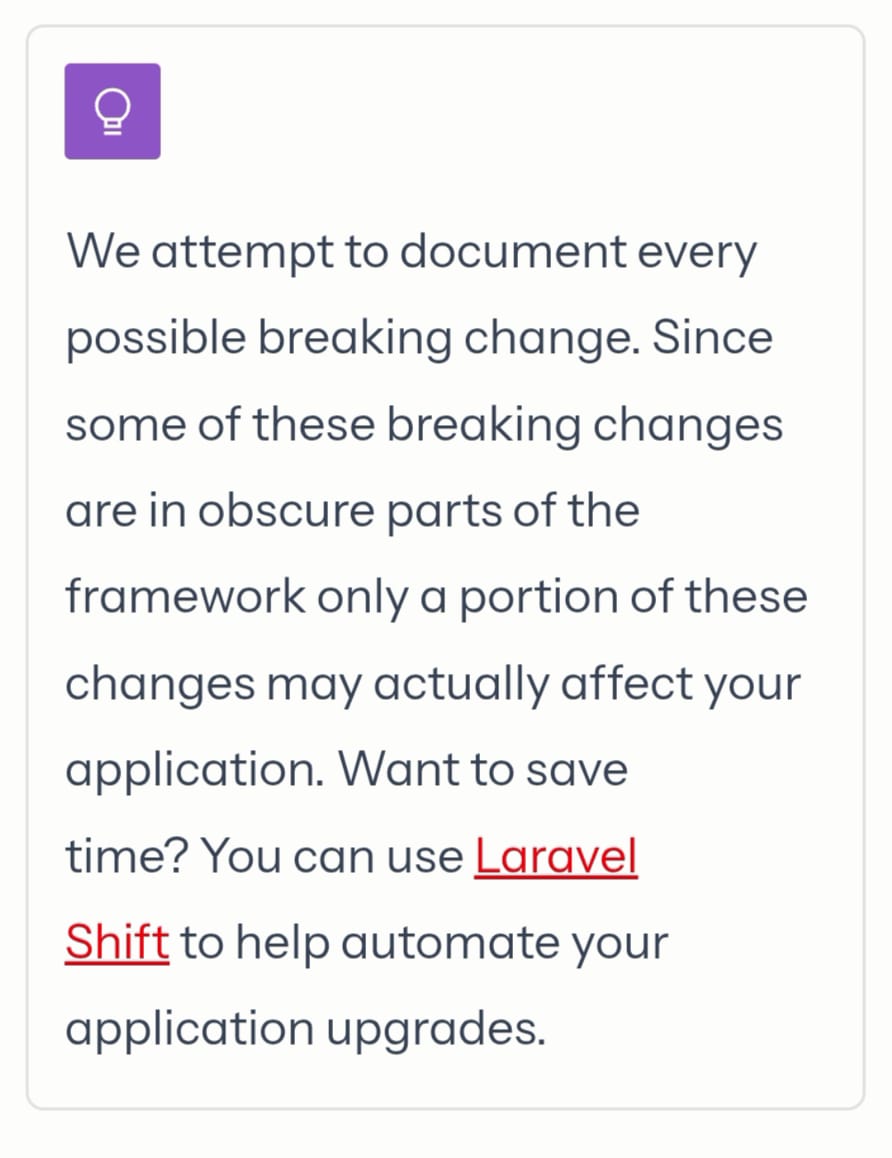 We attempt to document every
possible breaking change. Since
some of these breaking changes
are in obscure parts of the
framework only a portion of these
changes may actually affect your
application. Want to save
time? You can use Laravel
Shift to help automate your
application upgrades.